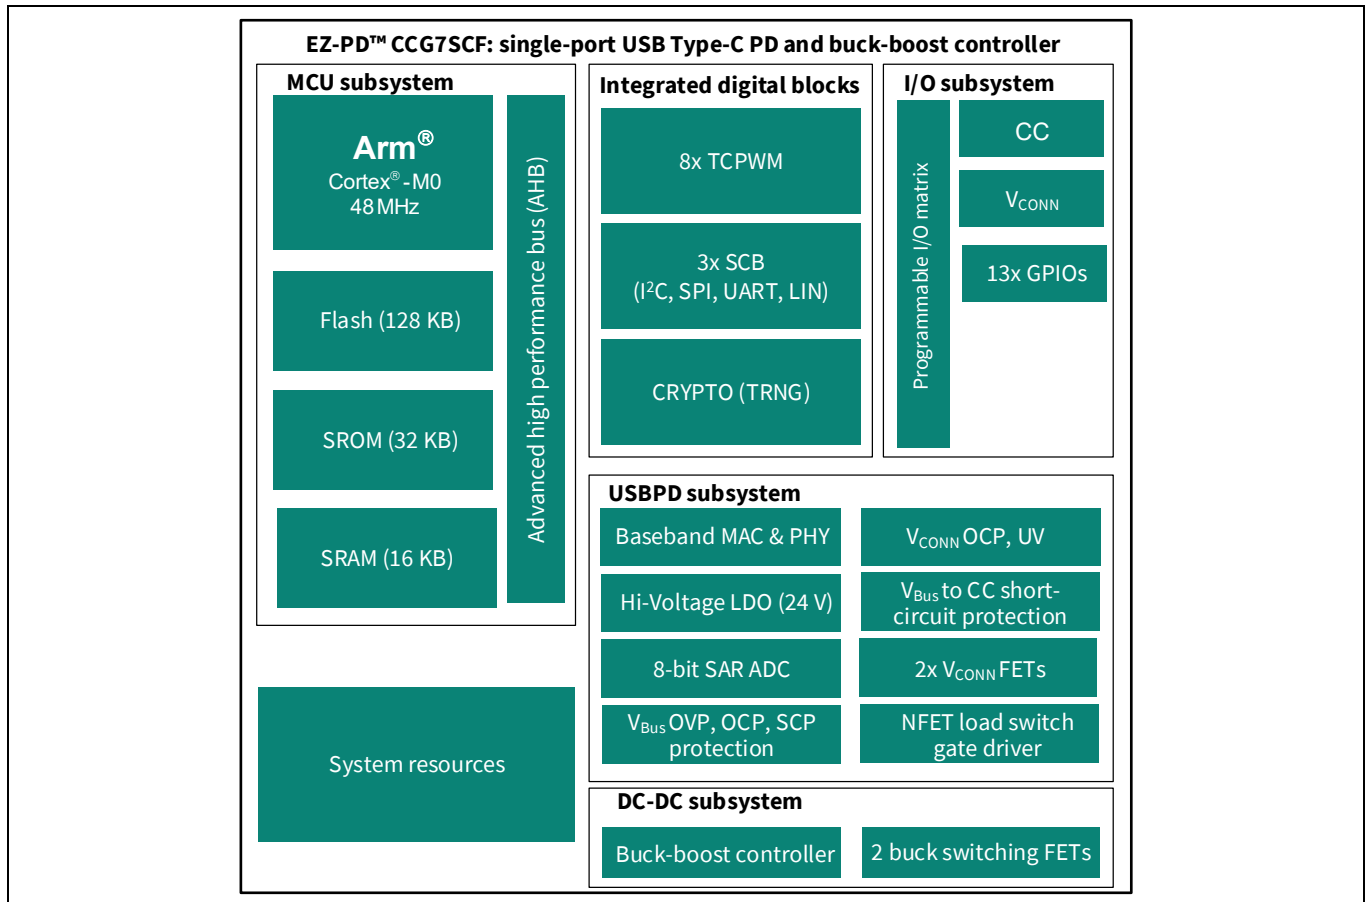 EZ-PD™ CCG7SCF: single-port USB Type-C PD and buck-boost controller
MCU subsystem
Arm®
Cortex®-M0
48 MHz
Flash (128 KB)
SROM (32 KB)
SRAM (16 KB)
Advanced high performance bus (AHB)
Integrated digital blocks
8x TCPWM
3x SCB
(I²C, SPI, UART, LIN)
CRYPTO (TRNG)
I/O subsystem
Programmable I/O matrix
CC
VCONN
13x GPIOs
USBPD subsystem
Baseband MAC & PHY
Hi-Voltage LDO (24 V)
8-bit SAR ADC
VBus OVP, OCP, SCP
protection
VCONN OCP, UV
VBus to CC short-
circuit protection
2x VCONN FETs
NFET load switch
gate driver
System resources
DC-DC subsystem
Buck-boost controller
2 buck switching FETs